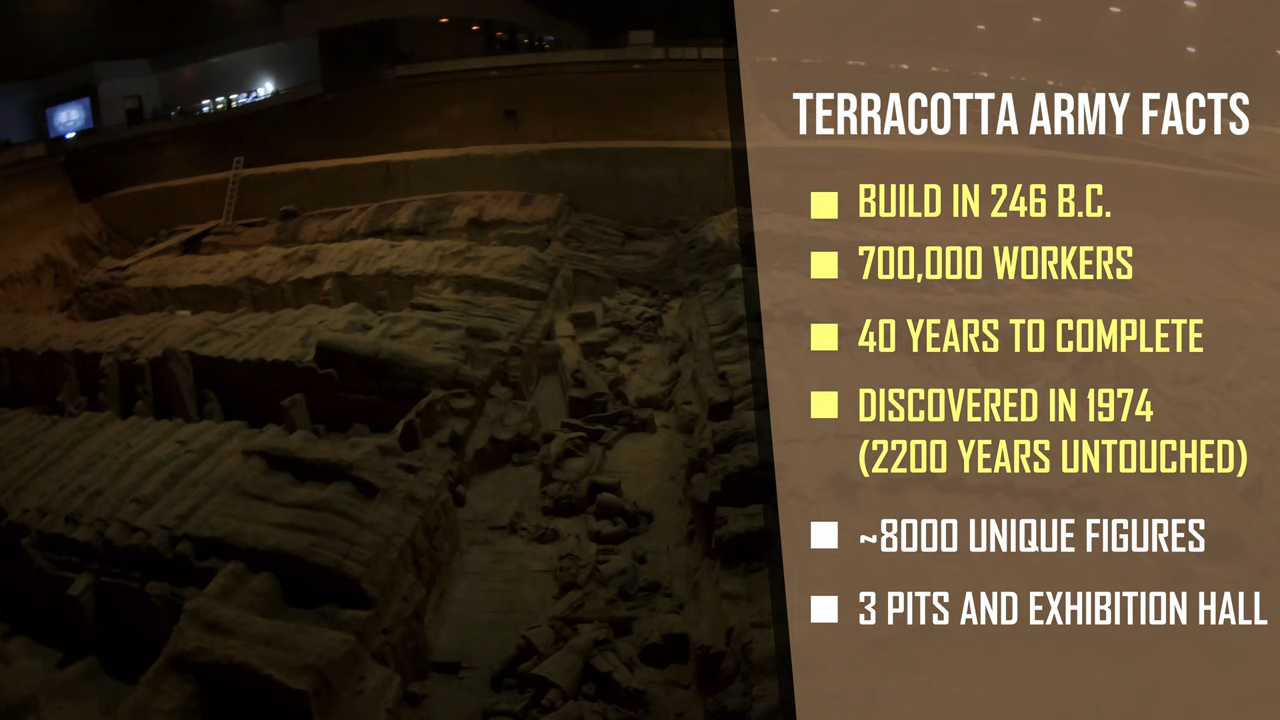 TERRACOTTA ARMY FACTS
BUILD IN 246 B.C.
700,000 WORKERS
40 YEARS TO COMPLETE
DISCOVERED IN 1974
(2200 YEARS UNTOUCHED)
~8000 UNIQUE FIGURES
3 PITS AND EXHIBITION HALL